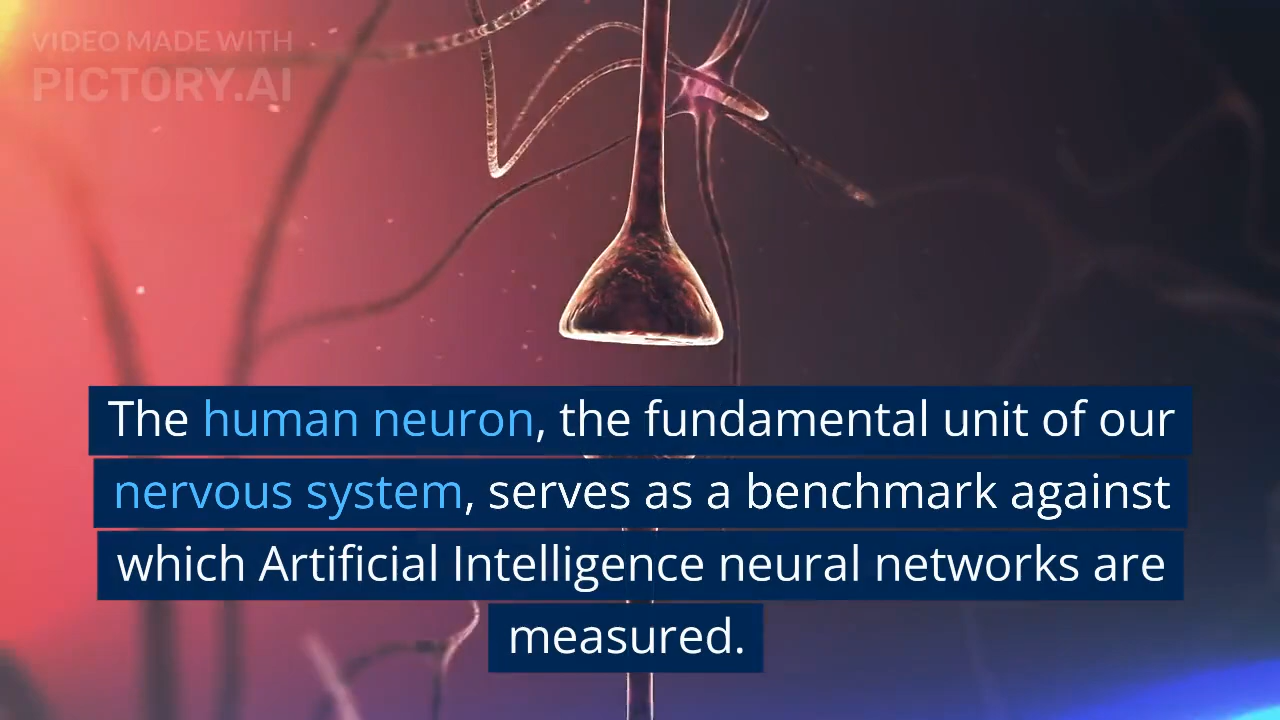 VIDEO MADE WITH
PICTORY.AI
The human neuron, the fundamental unit of our
nervous system, serves as a benchmark against
which Artificial Intelligence neural networks are
measured.